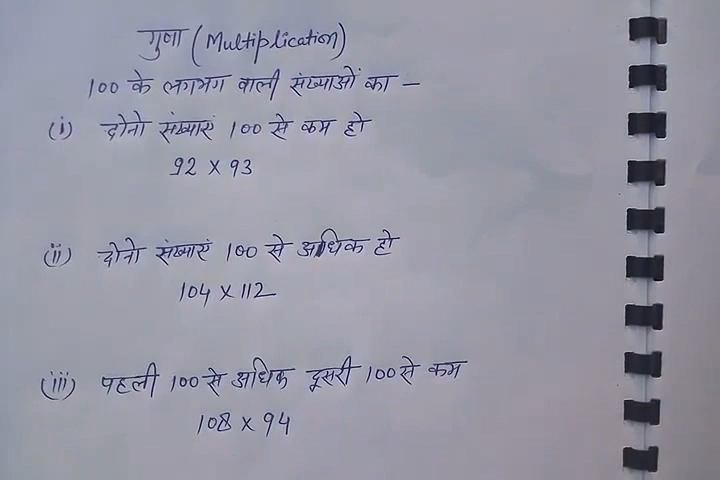 गुणा (Multiplication)
100 के लगभग वाली संख्याओं का -
(i) दोनो संख्याएं 100 से कम हो
92 x 93
(ii) दोनो संख्याएं 100 से अधिक हो
104 x 112
(iii) पहली 100 से अधिक दूसरी 100 से कम
108 x 94